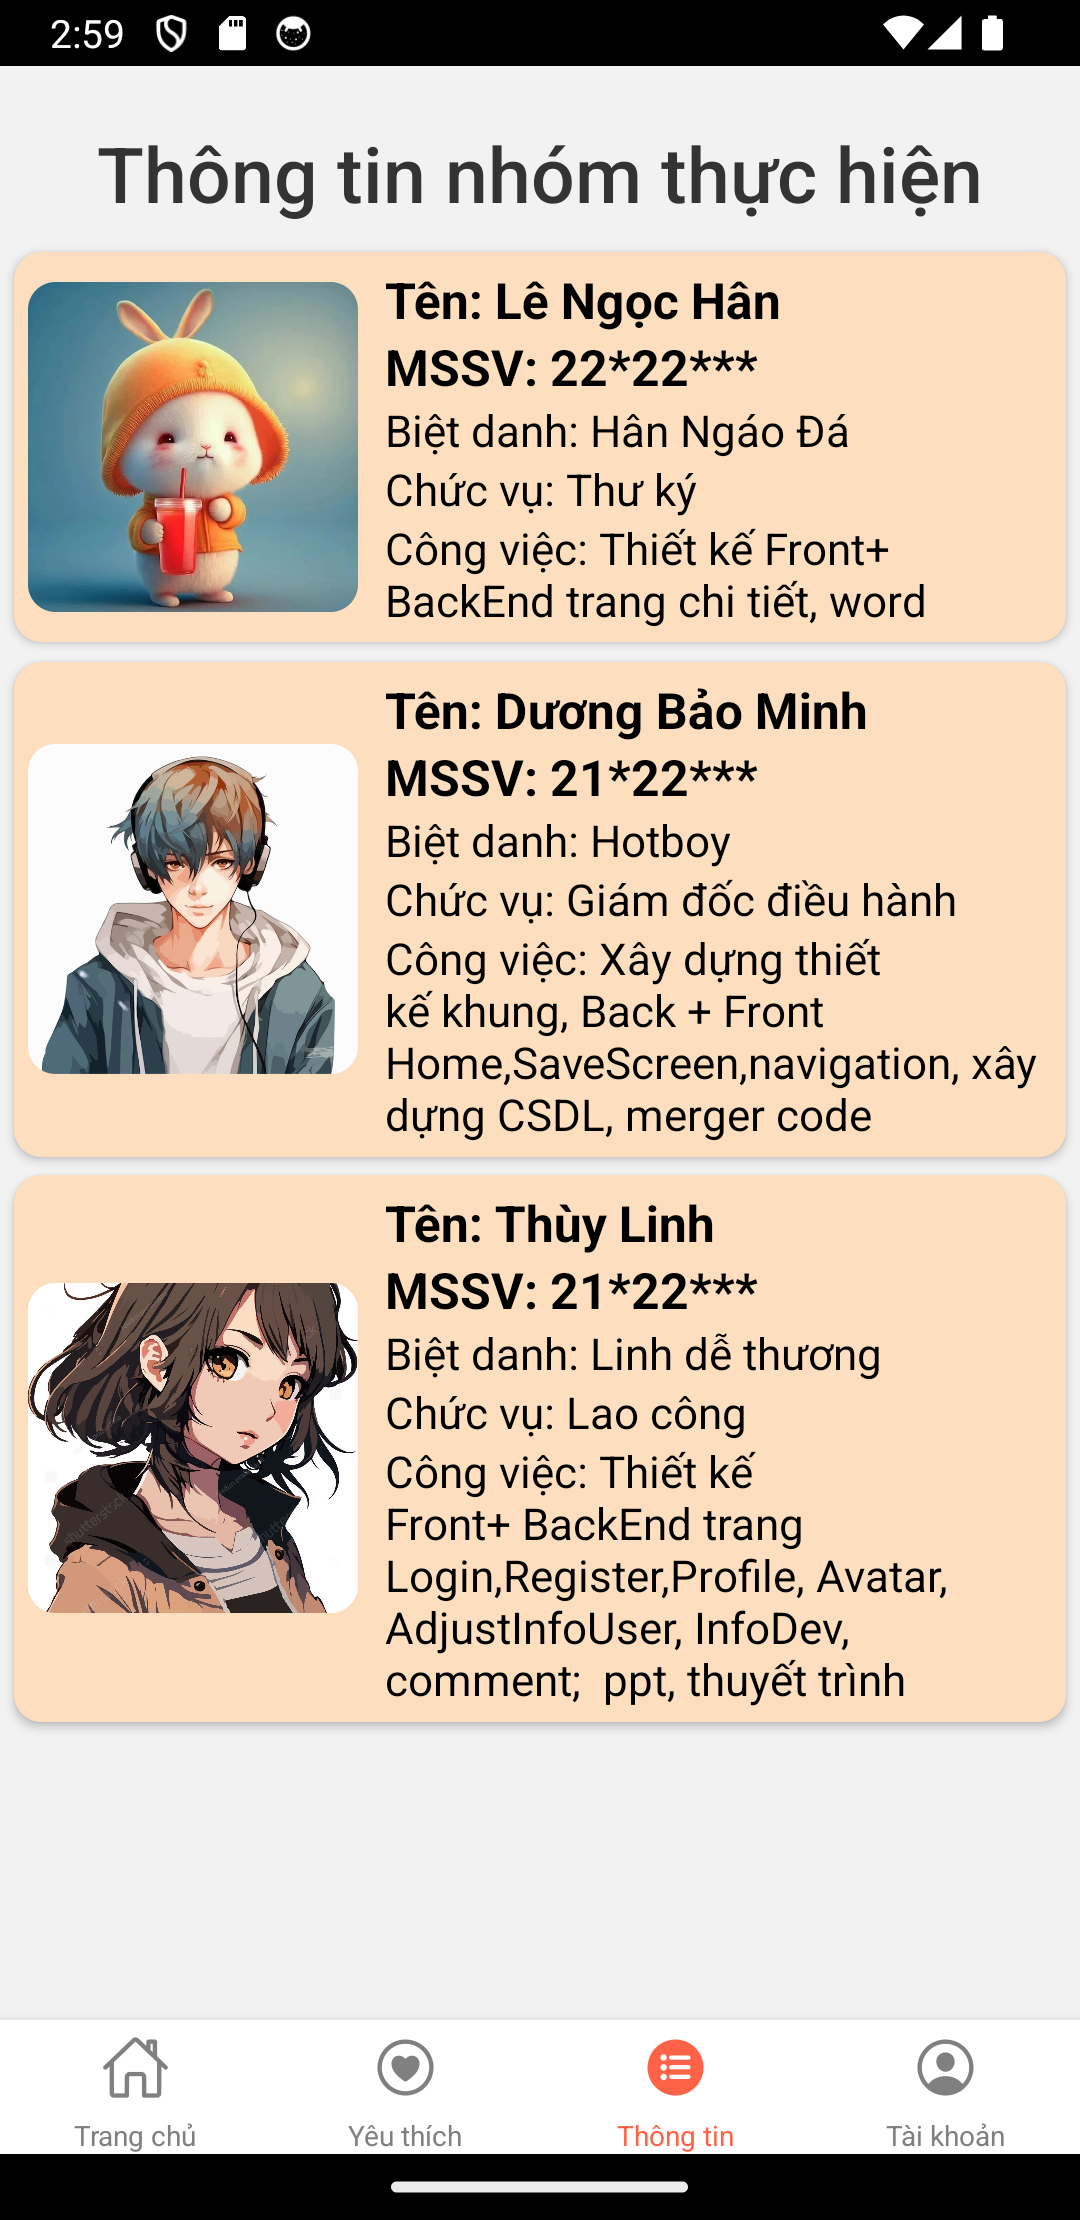 2:59
Thông tin nhóm thực hiện
Tên: Lê Ngọc Hân
MSSV: 22*22***
Biệt danh: Hân Ngáo Đá
Chức vụ: Thư ký
Công việc: Thiết kế Front+
BackEnd trang chi tiết, word
Tên: Dương Bảo Minh
MSSV: 21*22***
Biệt danh: Hotboy
Chức vụ: Giám đốc điều hành
Công việc: Xây dựng thiết
kế khung, Back + Front
Home,SaveScreen,navigation, xây
dựng CSDL, merger code
Tên: Thùy Linh
MSSV: 21*22***
Biệt danh: Linh dễ thương
Chức vụ: Lao công
Công việc: Thiết kế
Front+ BackEnd trang
Login,Register,Profile, Avatar,
AdjustInfoUser, InfoDev,
comment;  ppt, thuyết trình
Trang chủ
Yêu thích
Thông tin
Tài khoản